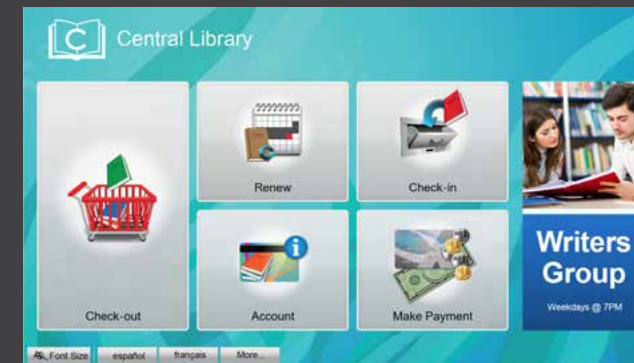 C Central Library
Renew
Check-in
Check-out
Account
Make Payment
Writers
Group
Weekdays @ 7PM
Font Size
español
français
More...